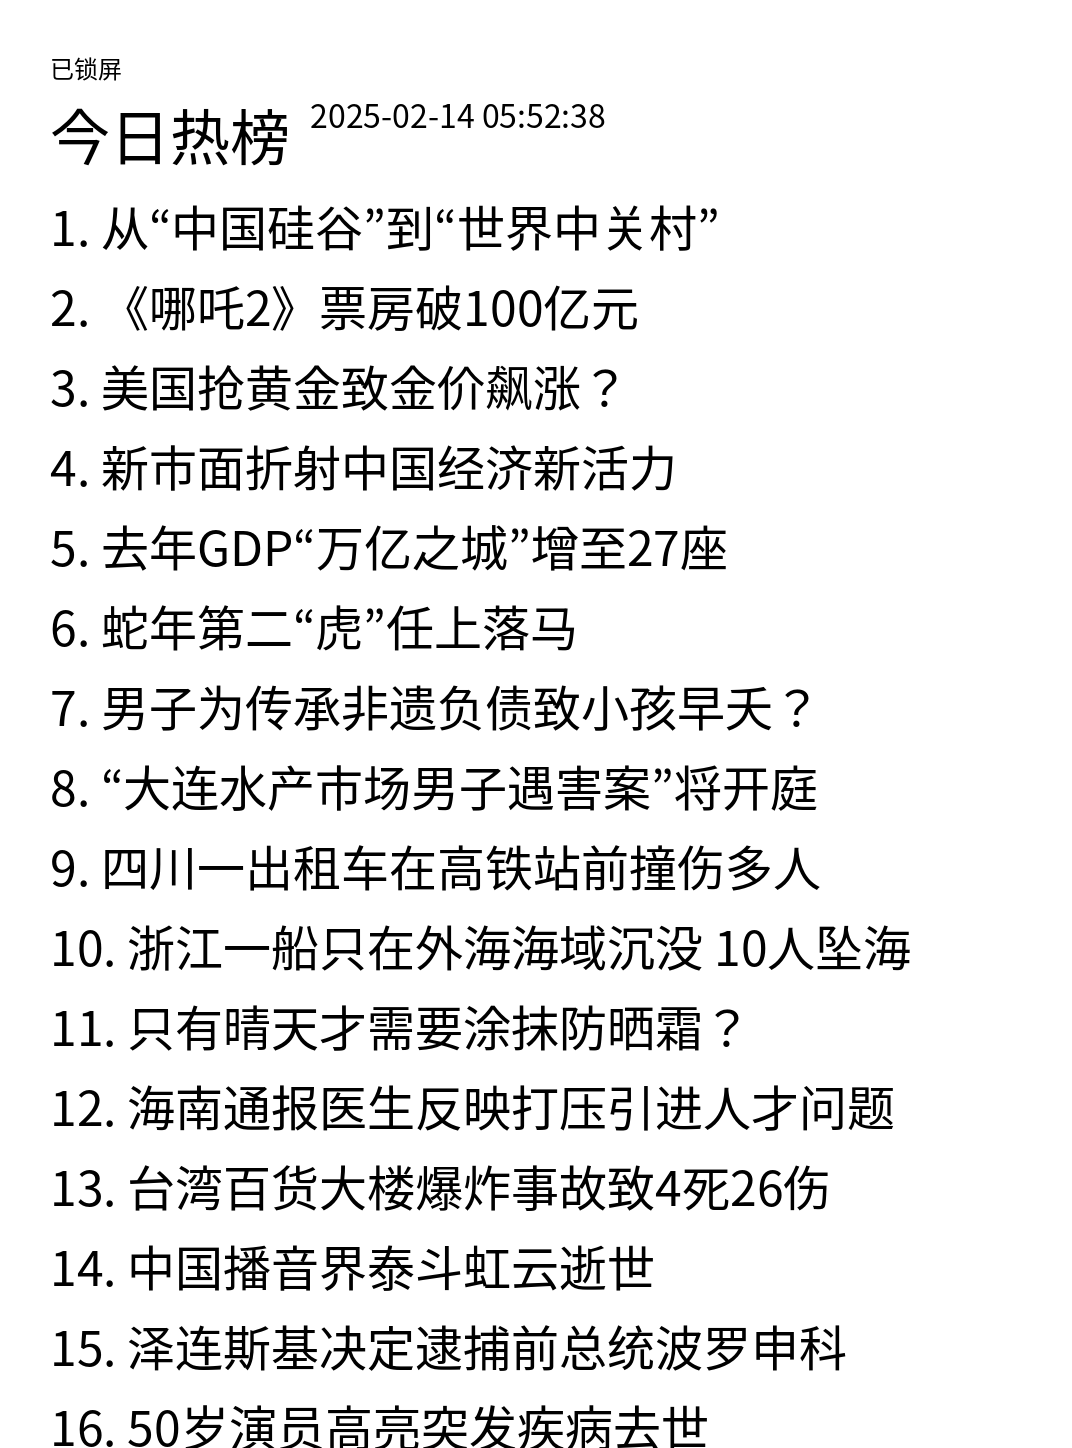 已锁屏
今日热榜 2025-02-14 05:52:38
1. 从“中国硅谷”到“世界中关村”
2. 《哪吒2》票房破100亿元
3. 美国抢黄金致金价飙涨？
4. 新市面折射中国经济新活力
5. 去年GDP“万亿之城”增至27座
6. 蛇年第二“虎”任上落马
7. 男子为传承非遗负债致小孩早夭？
8. “大连水产市场男子遇害案”将开庭
9. 四川一出租车在高铁站前撞伤多人
10. 浙江一船只在外海海域沉没 10人坠海
11. 只有晴天才需要涂抹防晒霜？
12. 海南通报医生反映打压引进人才问题
13. 台湾百货大楼爆炸事故致4死26伤
14. 中国播音界泰斗虹云逝世
15. 泽连斯基决定逮捕前总统波罗申科
16. 50岁演员高亮突发疾病去世